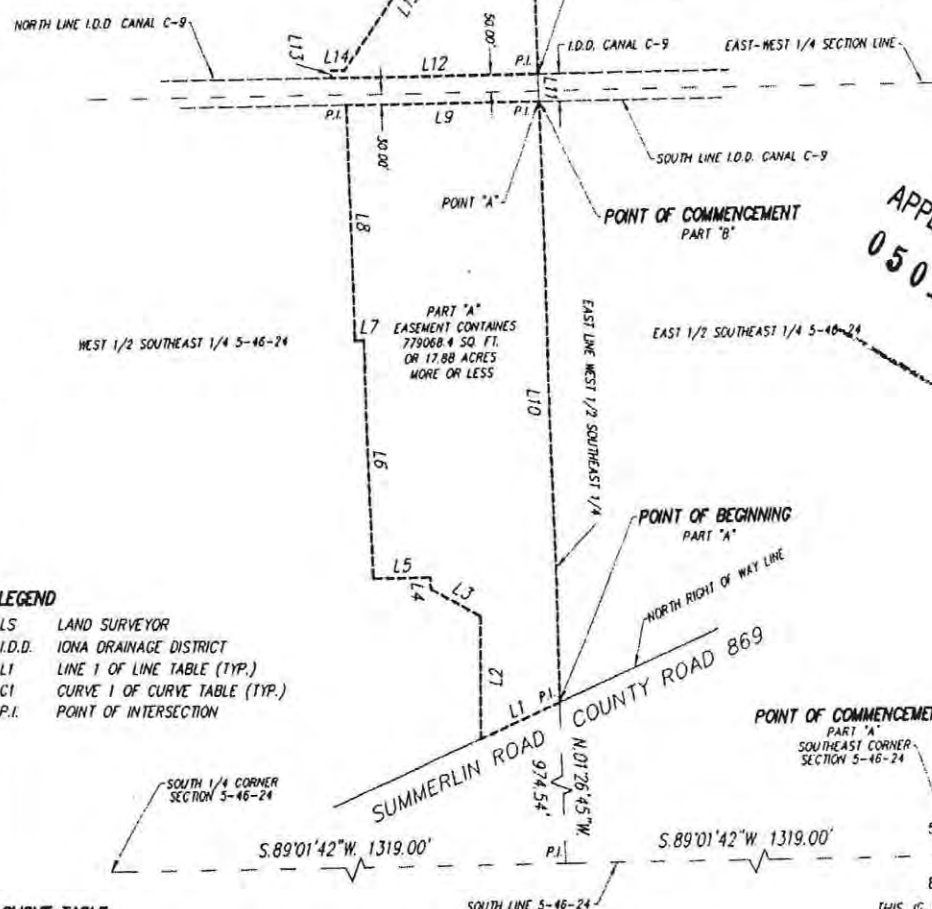 NORTH LINE I.D.D CANAL C-9
L13
L14
L12
50.00'
P.I.
I.D.D. CANAL C-9
EAST-WEST 1/4 SECTION LINE
L11
P.I.
L9
P.I.
50.00'
SOUTH LINE I.D.D. CANAL C-9
POINT "A"
POINT OF COMMENCEMENT
PART "B"
L8
L7
WEST 1/2 SOUTHEAST 1/4 5-46-24
PART "A"
EASEMENT CONTAINES
779068.4 SQ. FT.
OR 17.88 ACRES
MORE OR LESS
EAST LINE WEST 1/2 SOUTHEAST 1/4
EAST 1/2 SOUTHEAST 1/4 5-46-24
L10
L6
POINT OF BEGINNING
PART "A"
NORTH RIGHT OF WAY LINE
L5
L4
L3
L2
L1
P.I.
SUMMERLIN ROAD COUNTY ROAD 869
LEGEND
LS LAND SURVEYOR
I.D.D. IONA DRAINAGE DISTRICT
L1 LINE 1 OF LINE TABLE (TYP.)
C1 CURVE 1 OF CURVE TABLE (TYP.)
P.I. POINT OF INTERSECTION
N.01°26'45"W.
974.54'
PART "A"
SOUTHEAST CORNER
SECTION 5-46-24
SOUTH 1/4 CORNER
SECTION 5-46-24
S.89°01'42"W. 1319.00'
P.I.
S.89°01'42"W. 1319.00'
SOUTH LINE 5-46-24
THIS IS